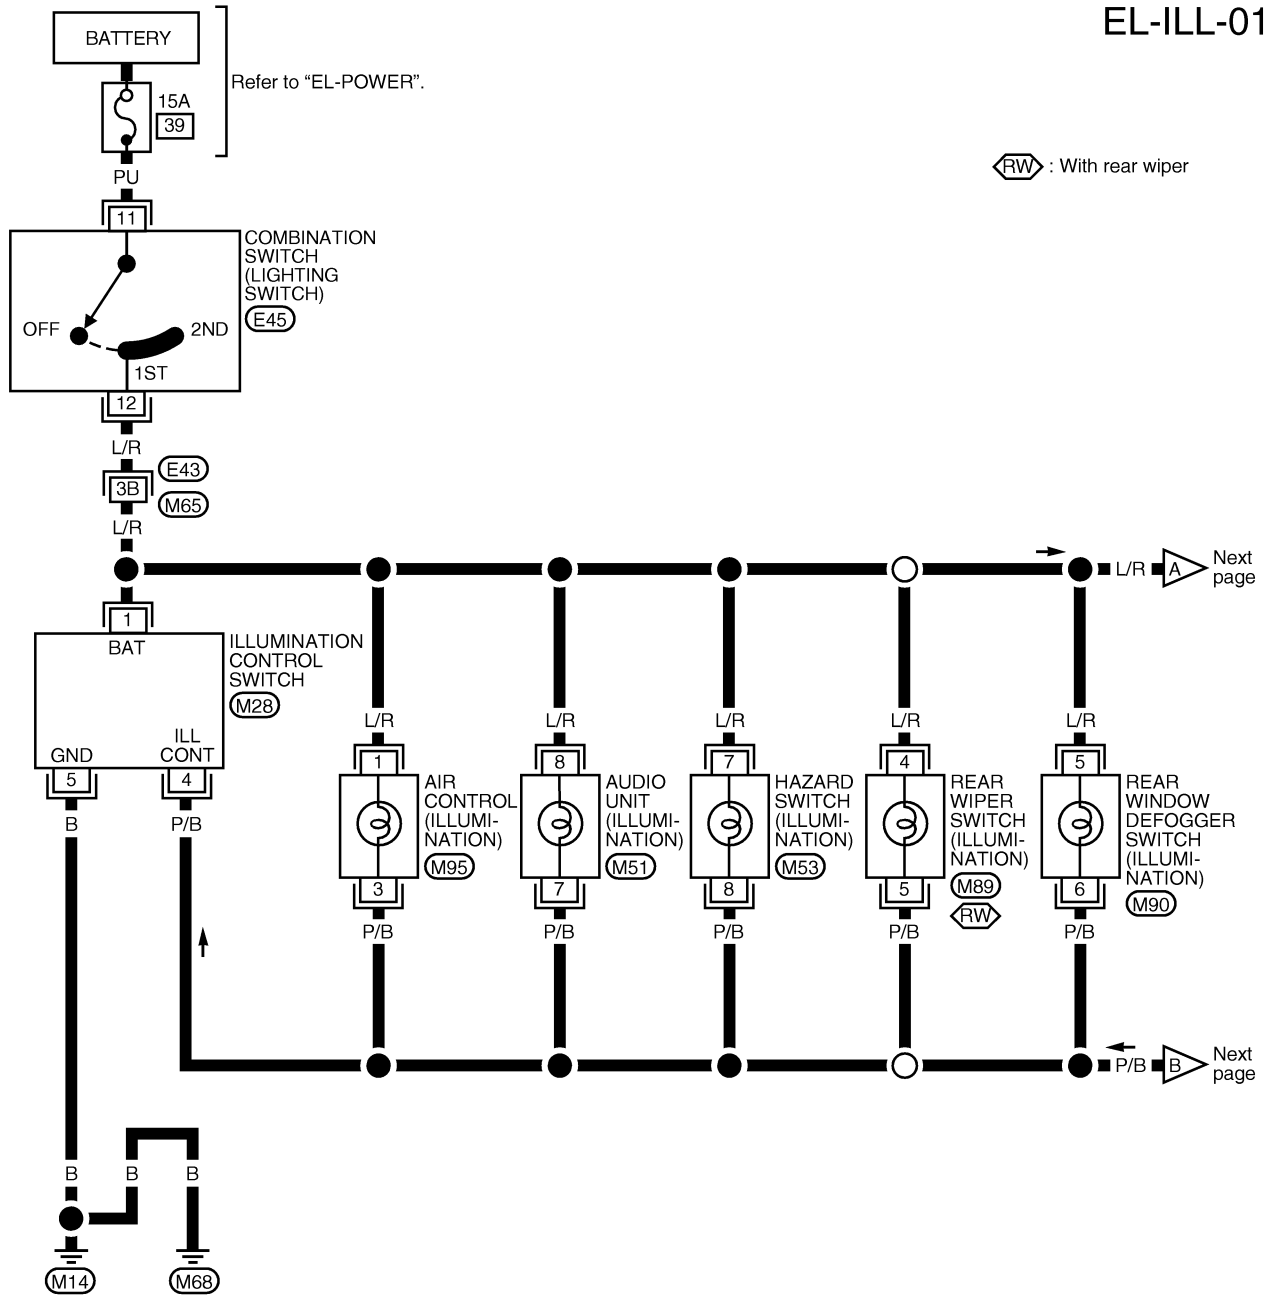 EL-ILL-01
BATTERY
Refer to “EL-POWER”.
15A
39
PU
RW : With rear wiper
11
COMBINATION
SWITCH
(LIGHTING
SWITCH)
E45
OFF
2ND
1ST
12
L/R
E43
3B
M65
L/R
L/R
A
Next
page
1
BAT
ILLUMINATION
CONTROL
SWITCH
M28
GND
ILL
CONT
5
4
B
P/B
L/R
L/R
L/R
L/R
L/R
1
AIR
CONTROL
(ILLUMI-
NATION)
M95
3
P/B
8
AUDIO
UNIT
(ILLUMI-
NATION)
M51
7
P/B
7
HAZARD
SWITCH
(ILLUMI-
NATION)
M53
8
P/B
4
REAR
WIPER
SWITCH
(ILLUMI-
NATION)
M89
RW
5
P/B
5
REAR
WINDOW
DEFOGGER
SWITCH
(ILLUMI-
NATION)
M90
6
P/B
P/B
B
Next
page
B
B
B
M14
M68